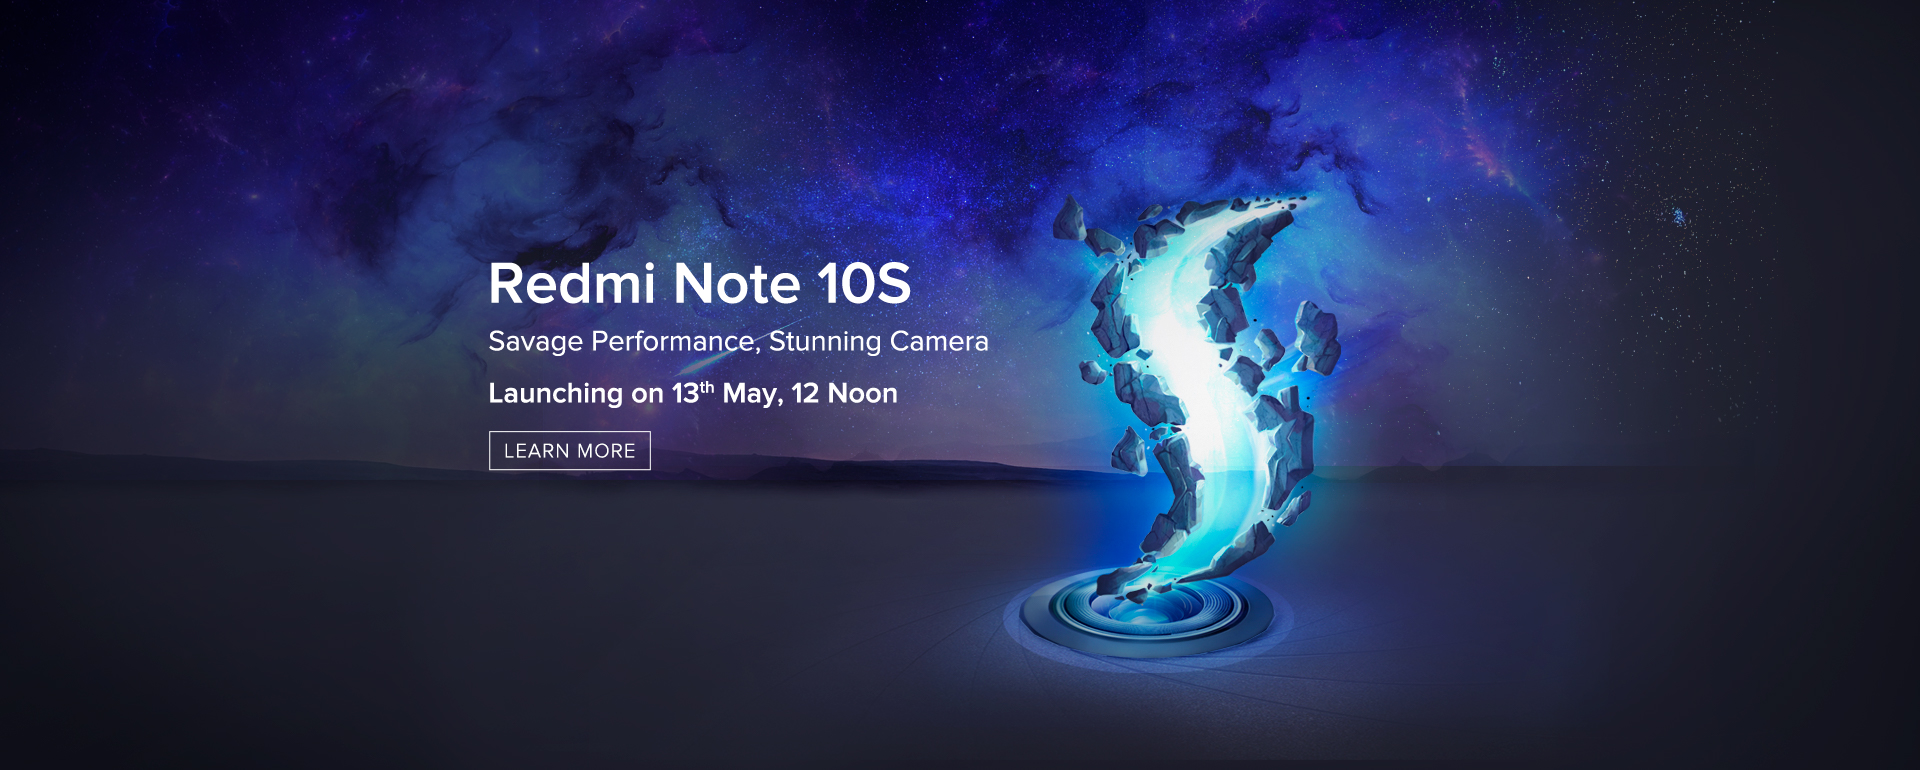 Redmi Note 10S
Savage Performance, Stunning Camera
Launching on 13th May, 12 Noon
LEARN MORE